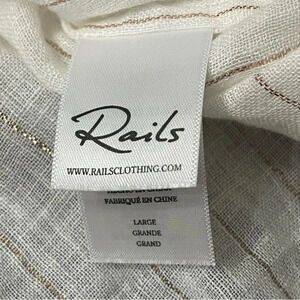 Rails
WWW.RAILSCLOTHING.COM
FABRIQUÉ EN CHINE
LARGE
GRANDE
GRAND